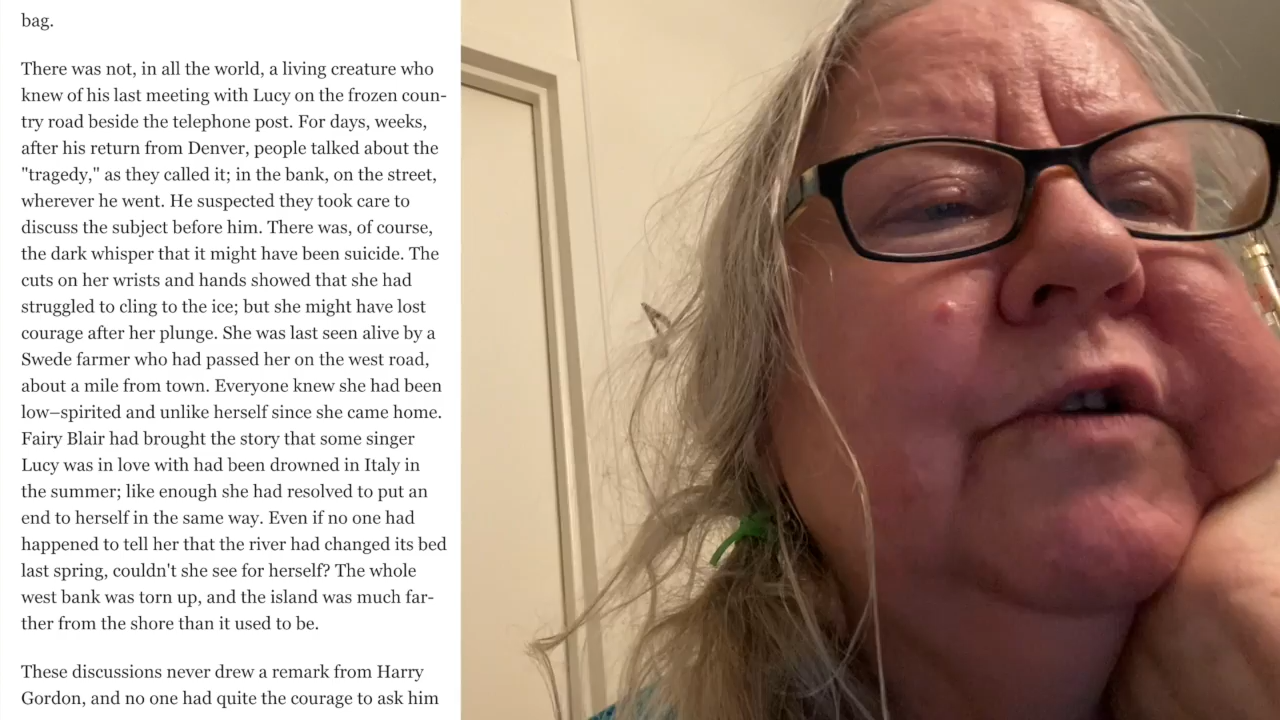 bag.
There was not, in all the world, a living creature who
knew of his last meeting with Lucy on the frozen coun-
try road beside the telephone post. For days, weeks,
after his return from Denver, people talked about the
"tragedy," as they called it; in the bank, on the street,
wherever he went. He suspected they took care to
discuss the subject before him. There was, of course,
the dark whisper that it might have been suicide. The
cuts on her wrists and hands showed that she had
struggled to cling to the ice; but she might have lost
courage after her plunge. She was last seen alive by a
Swede farmer who had passed her on the west road,
about a mile from town. Everyone knew she had been
low–spirited and unlike herself since she came home.
Fairy Blair had brought the story that some singer
Lucy was in love with had been drowned in Italy in
the summer; like enough she had resolved to put an
end to herself in the same way. Even if no one had
happened to tell her that the river had changed its bed
last spring, couldn't she see for herself? The whole
west bank was torn up, and the island was much far-
ther from the shore than it used to be.
These discussions never drew a remark from Harry
Gordon, and no one had quite the courage to ask him